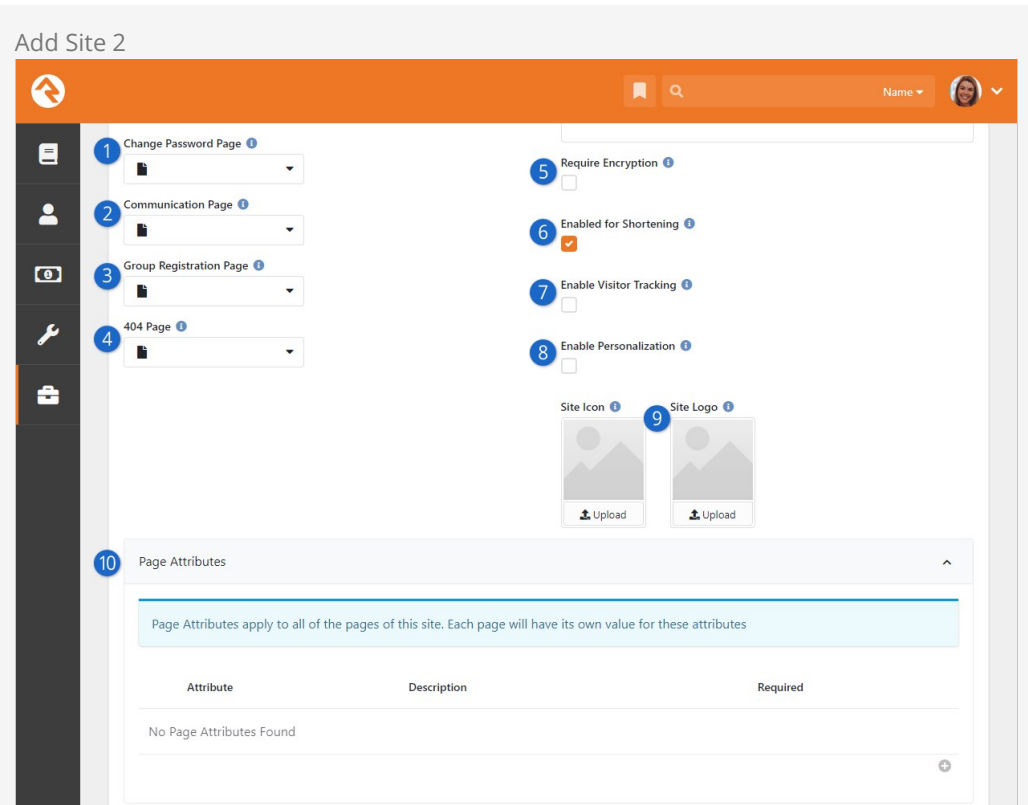 Add Site 2
Name
1 Change Password Page
2 Communication Page
3 Group Registration Page
4 404 Page
5 Require Encryption
6 Enabled for Shortening
7 Enable Visitor Tracking
8 Enable Personalization
Site Icon 9 Site Logo
Upload Upload
10 Page Attributes
Page Attributes apply to all of the pages of this site. Each page will have its own value for these attributes
Attribute Description Required
No Page Attributes Found